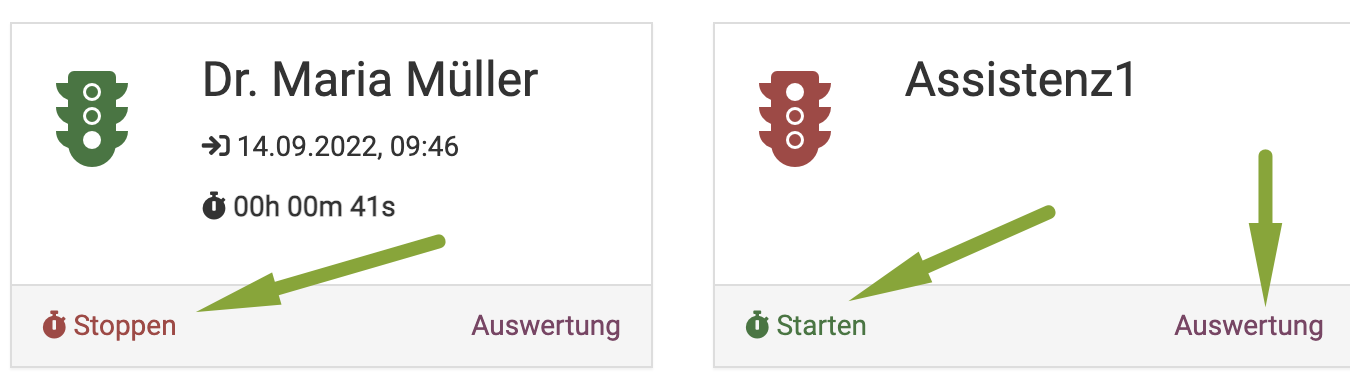 Dr. Maria Müller
14.09.2022, 09:46
00h 00m 41s
Stoppen
Auswertung
Assistenz1
Starten
Auswertung